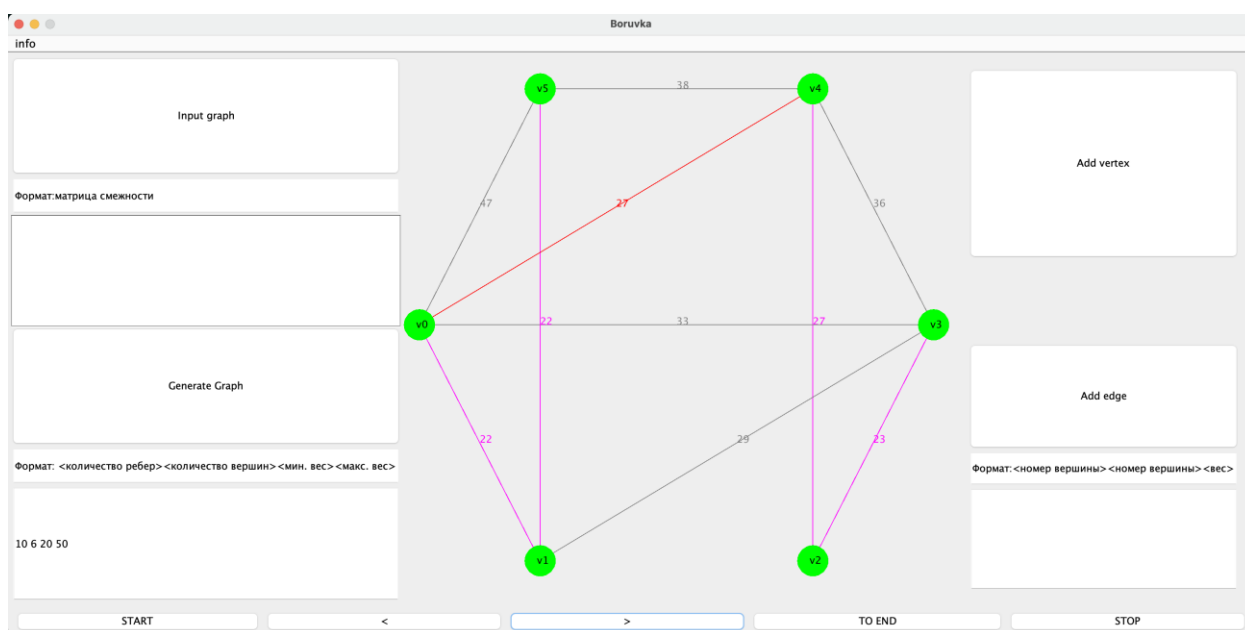 Boruvka
info
Input graph
Формат:матрица смежности
Generate Graph
Формат: <количество ребер><количество вершин><мин. вес><макс. вес>
10 6 20 50
v5
38
v4
47
27
36
v0
22
33
27
v3
22
29
23
v1
v2
Add vertex
Add edge
Формат:<номер вершины><номер вершины><вес>
START
<
>
TO END
STOP